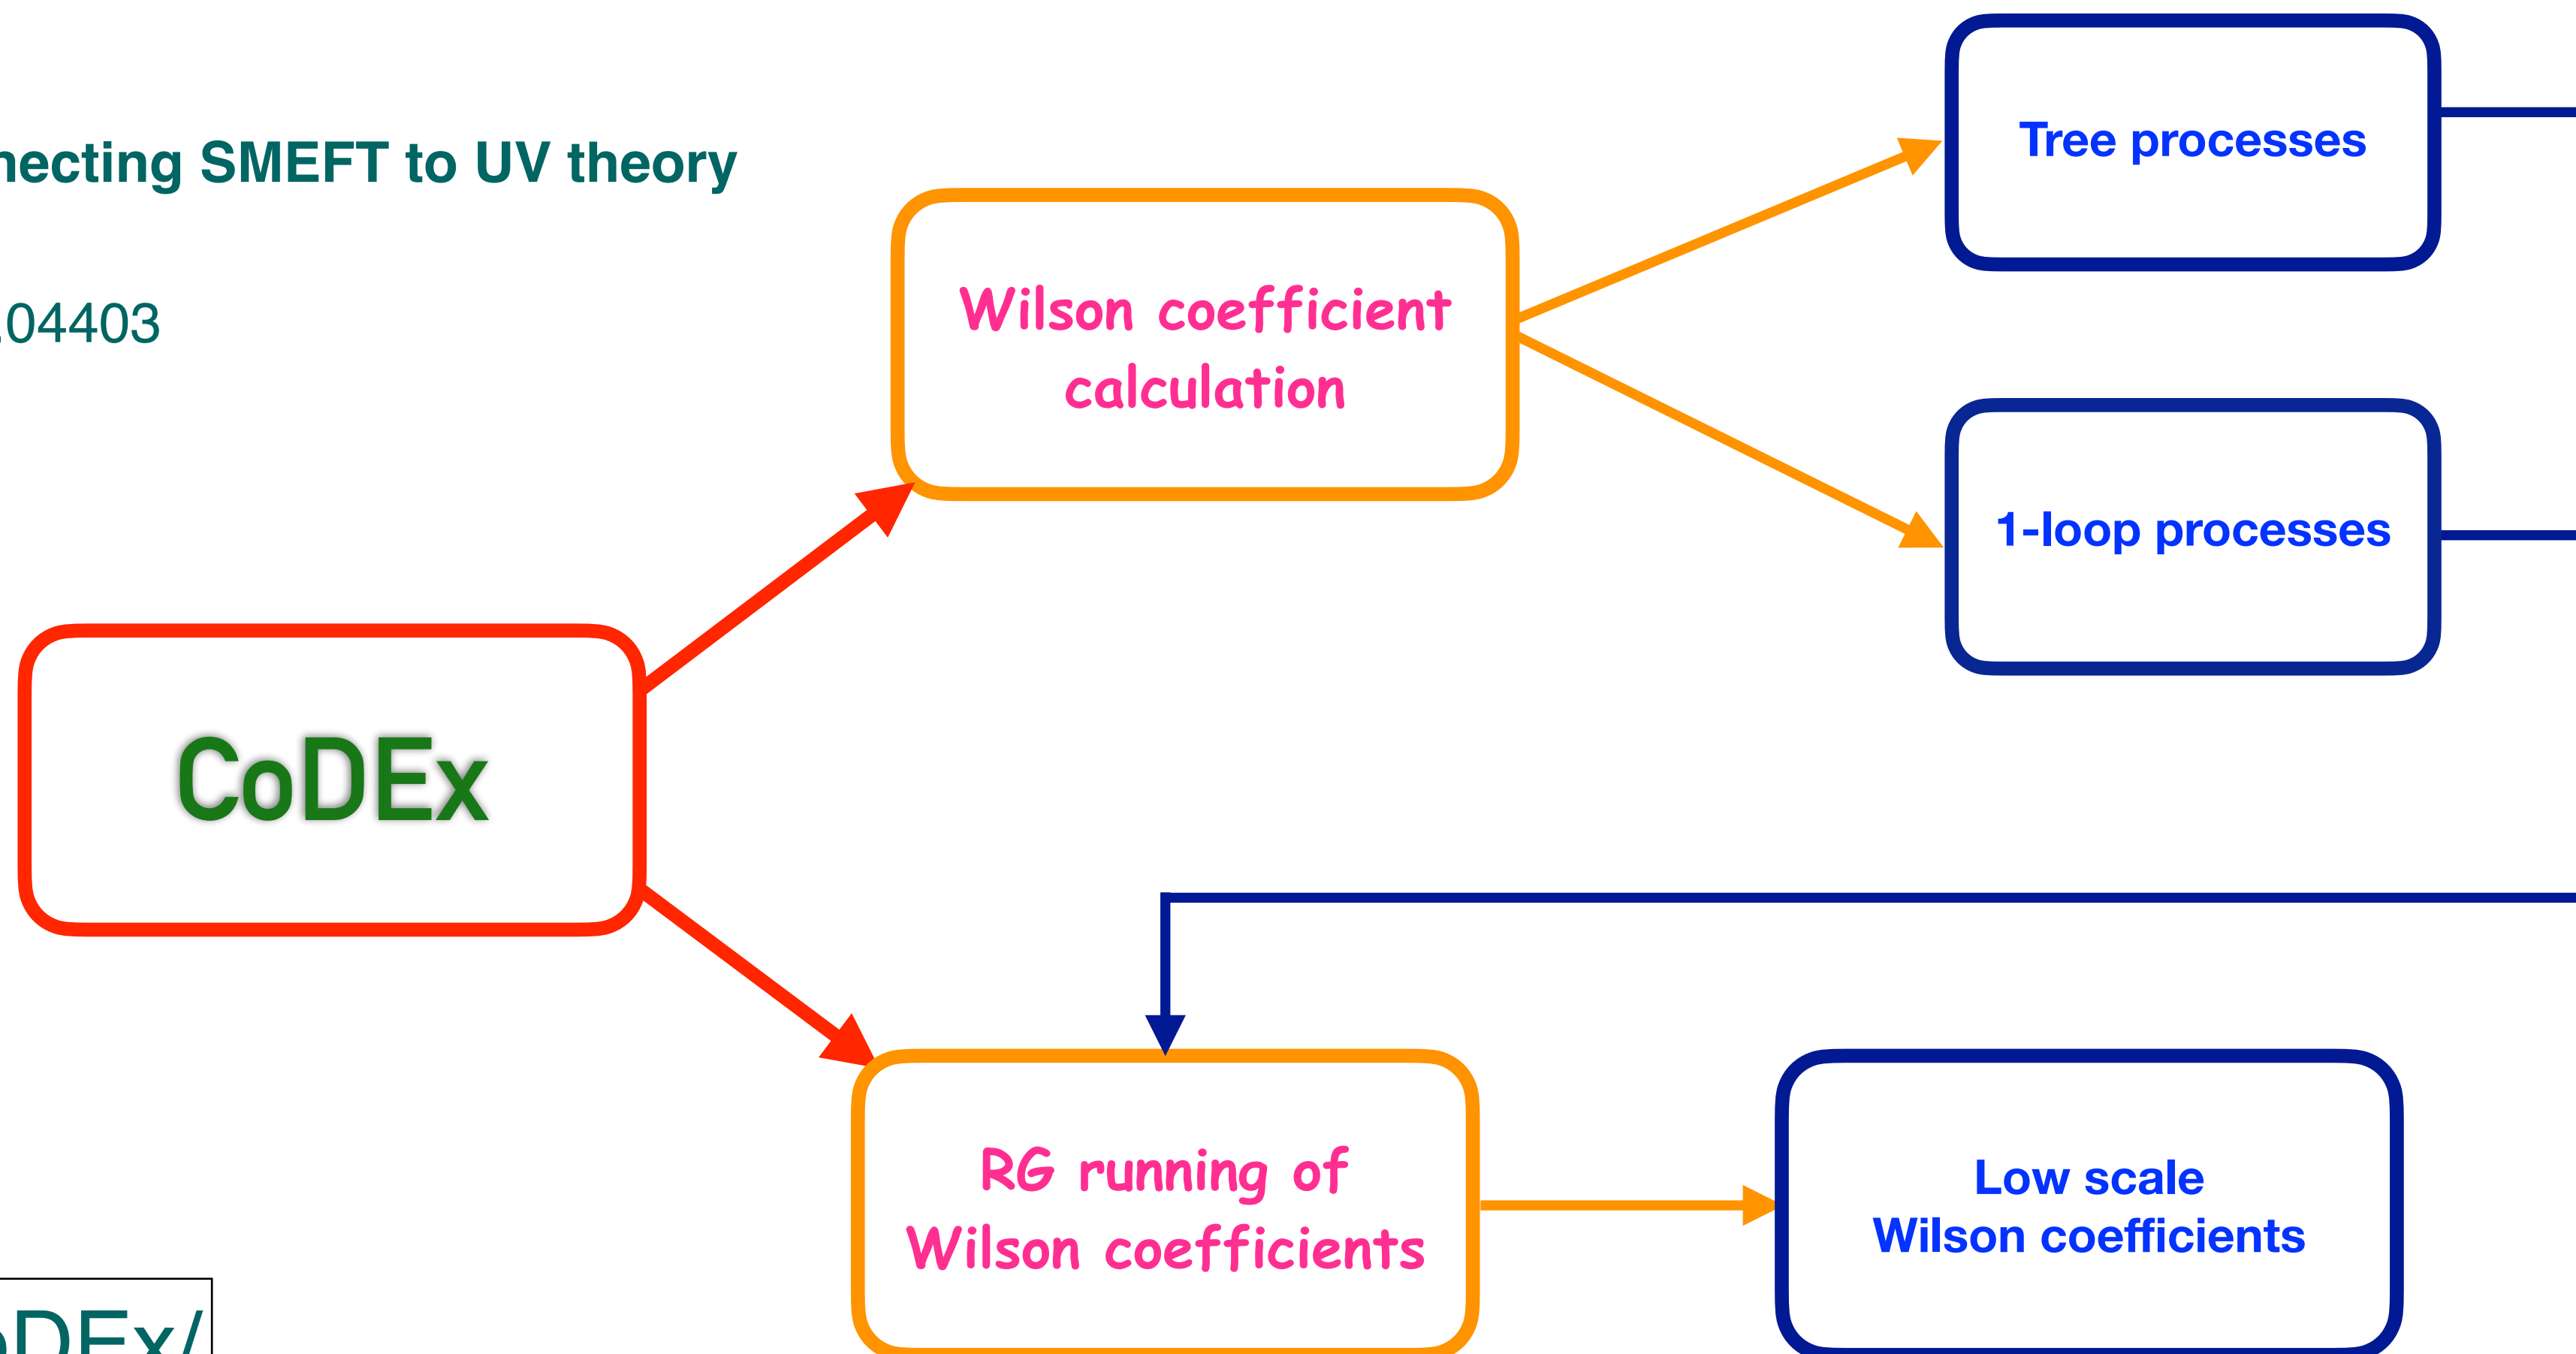 SMEFT to UV theory
04403
Wilson coefficient
calculation
Tree processes
1-loop processes
CoDEx
RG running of
Wilson coefficients
Low scale
Wilson coefficients